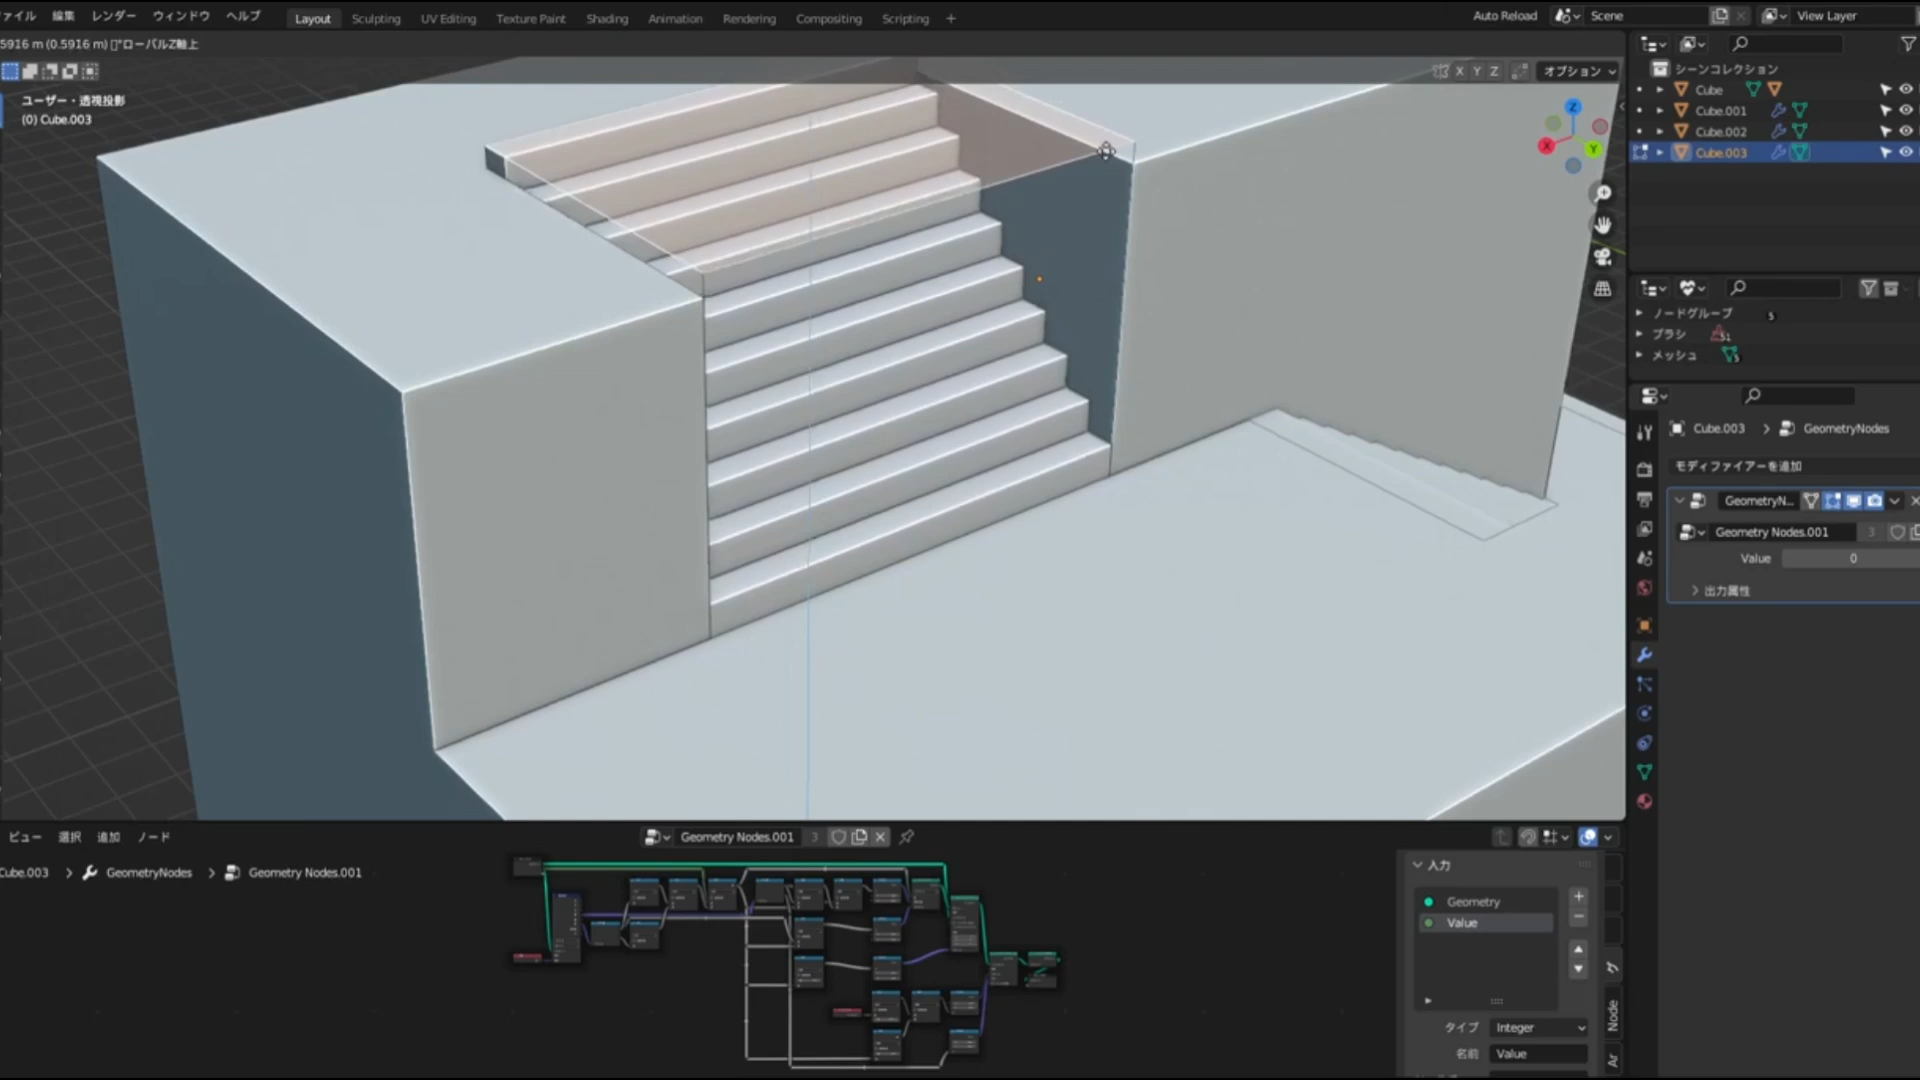 ァイル 編集 レンダー ウィンドウ ヘルプ Layout Sculpting UV Editing Texture Paint Shading Animation Rendering Compositing Scripting + Auto Reload Scene View Layer
5916 m (0.5916 m) ローバルZ軸上
X Y Z オプション
ユーザー・透視投影
(0) Cube.003
シーンコレクション
Cube
Cube.001
Cube.002
Cube.003
Z
X
Y
ノードグループ 5
ブラシ 51
メッシュ 5
Cube.003 > GeometryNodes
モディファイアーを追加
GeometryN...
Geometry Nodes.001 3
Value 0
出力属性
ビュー 選択 追加 ノード Geometry Nodes.001 3
Cube.003 > GeometryNodes > Geometry Nodes.001
入力
Geometry
Value
タイプ Integer
名前 Value
グ
Node
Ar